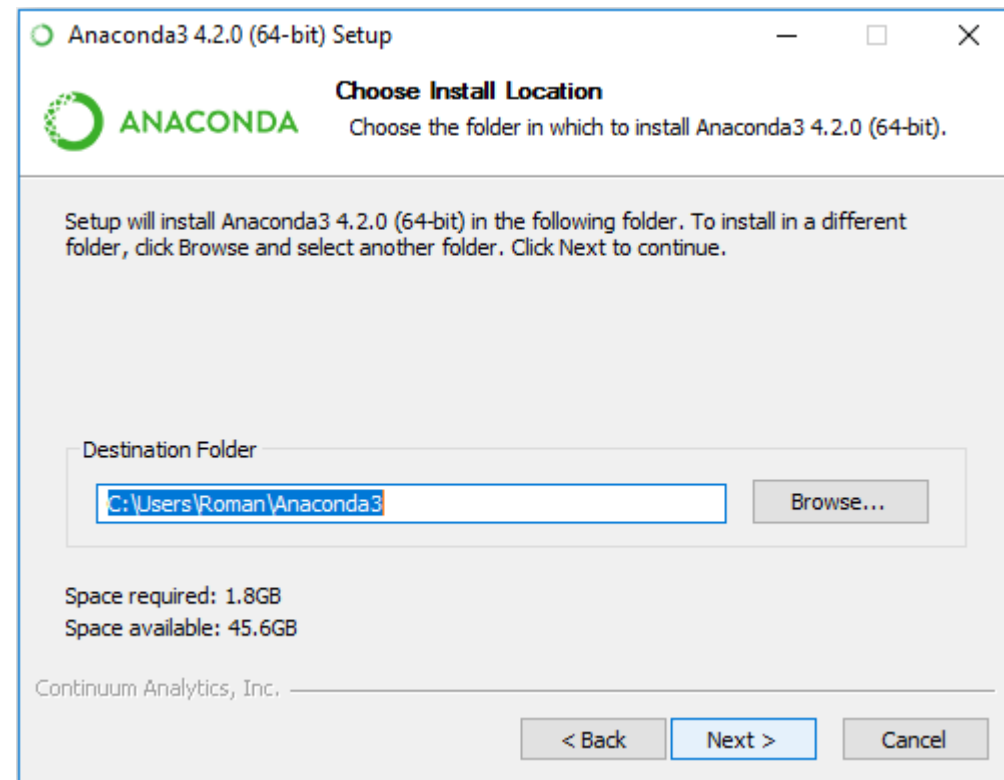 Anaconda3 4.2.0 (64-bit) Setup
ANACONDA
Choose Install Location
Choose the folder in which to install Anaconda3 4.2.0 (64-bit).
Setup will install Anaconda3 4.2.0 (64-bit) in the following folder. To install in a different
folder, click Browse and select another folder. Click Next to continue.
Destination Folder
C:\Users\Roman\Anaconda3
Browse...
Space required: 1.8GB
Space available: 45.6GB
Continuum Analytics, Inc.
< Back
Next >
Cancel